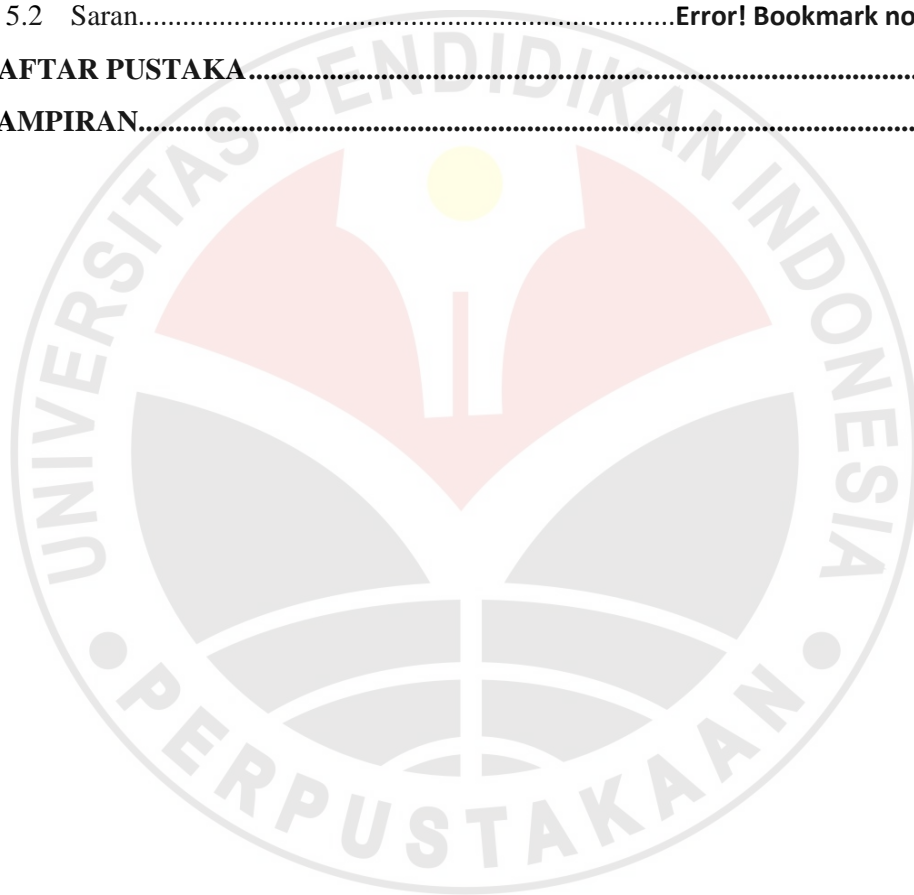 5.2 Saran......................................................................Error! Bookmark no
AFTAR PUSTAKA..........................................................................................
AMPIRAN.........................................................................................................
UNIVERSITAS PENDIDIKAN INDONESIA
• PERPUSTAKAAN •